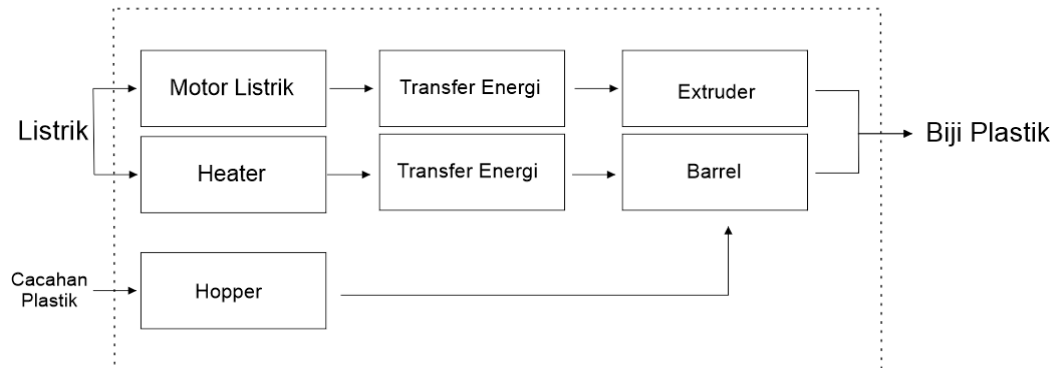 Motor Listrik
Transfer Energi
Extruder
Listrik
Biji Plastik
Heater
Transfer Energi
Barrel
Cacahan
Plastik
Hopper